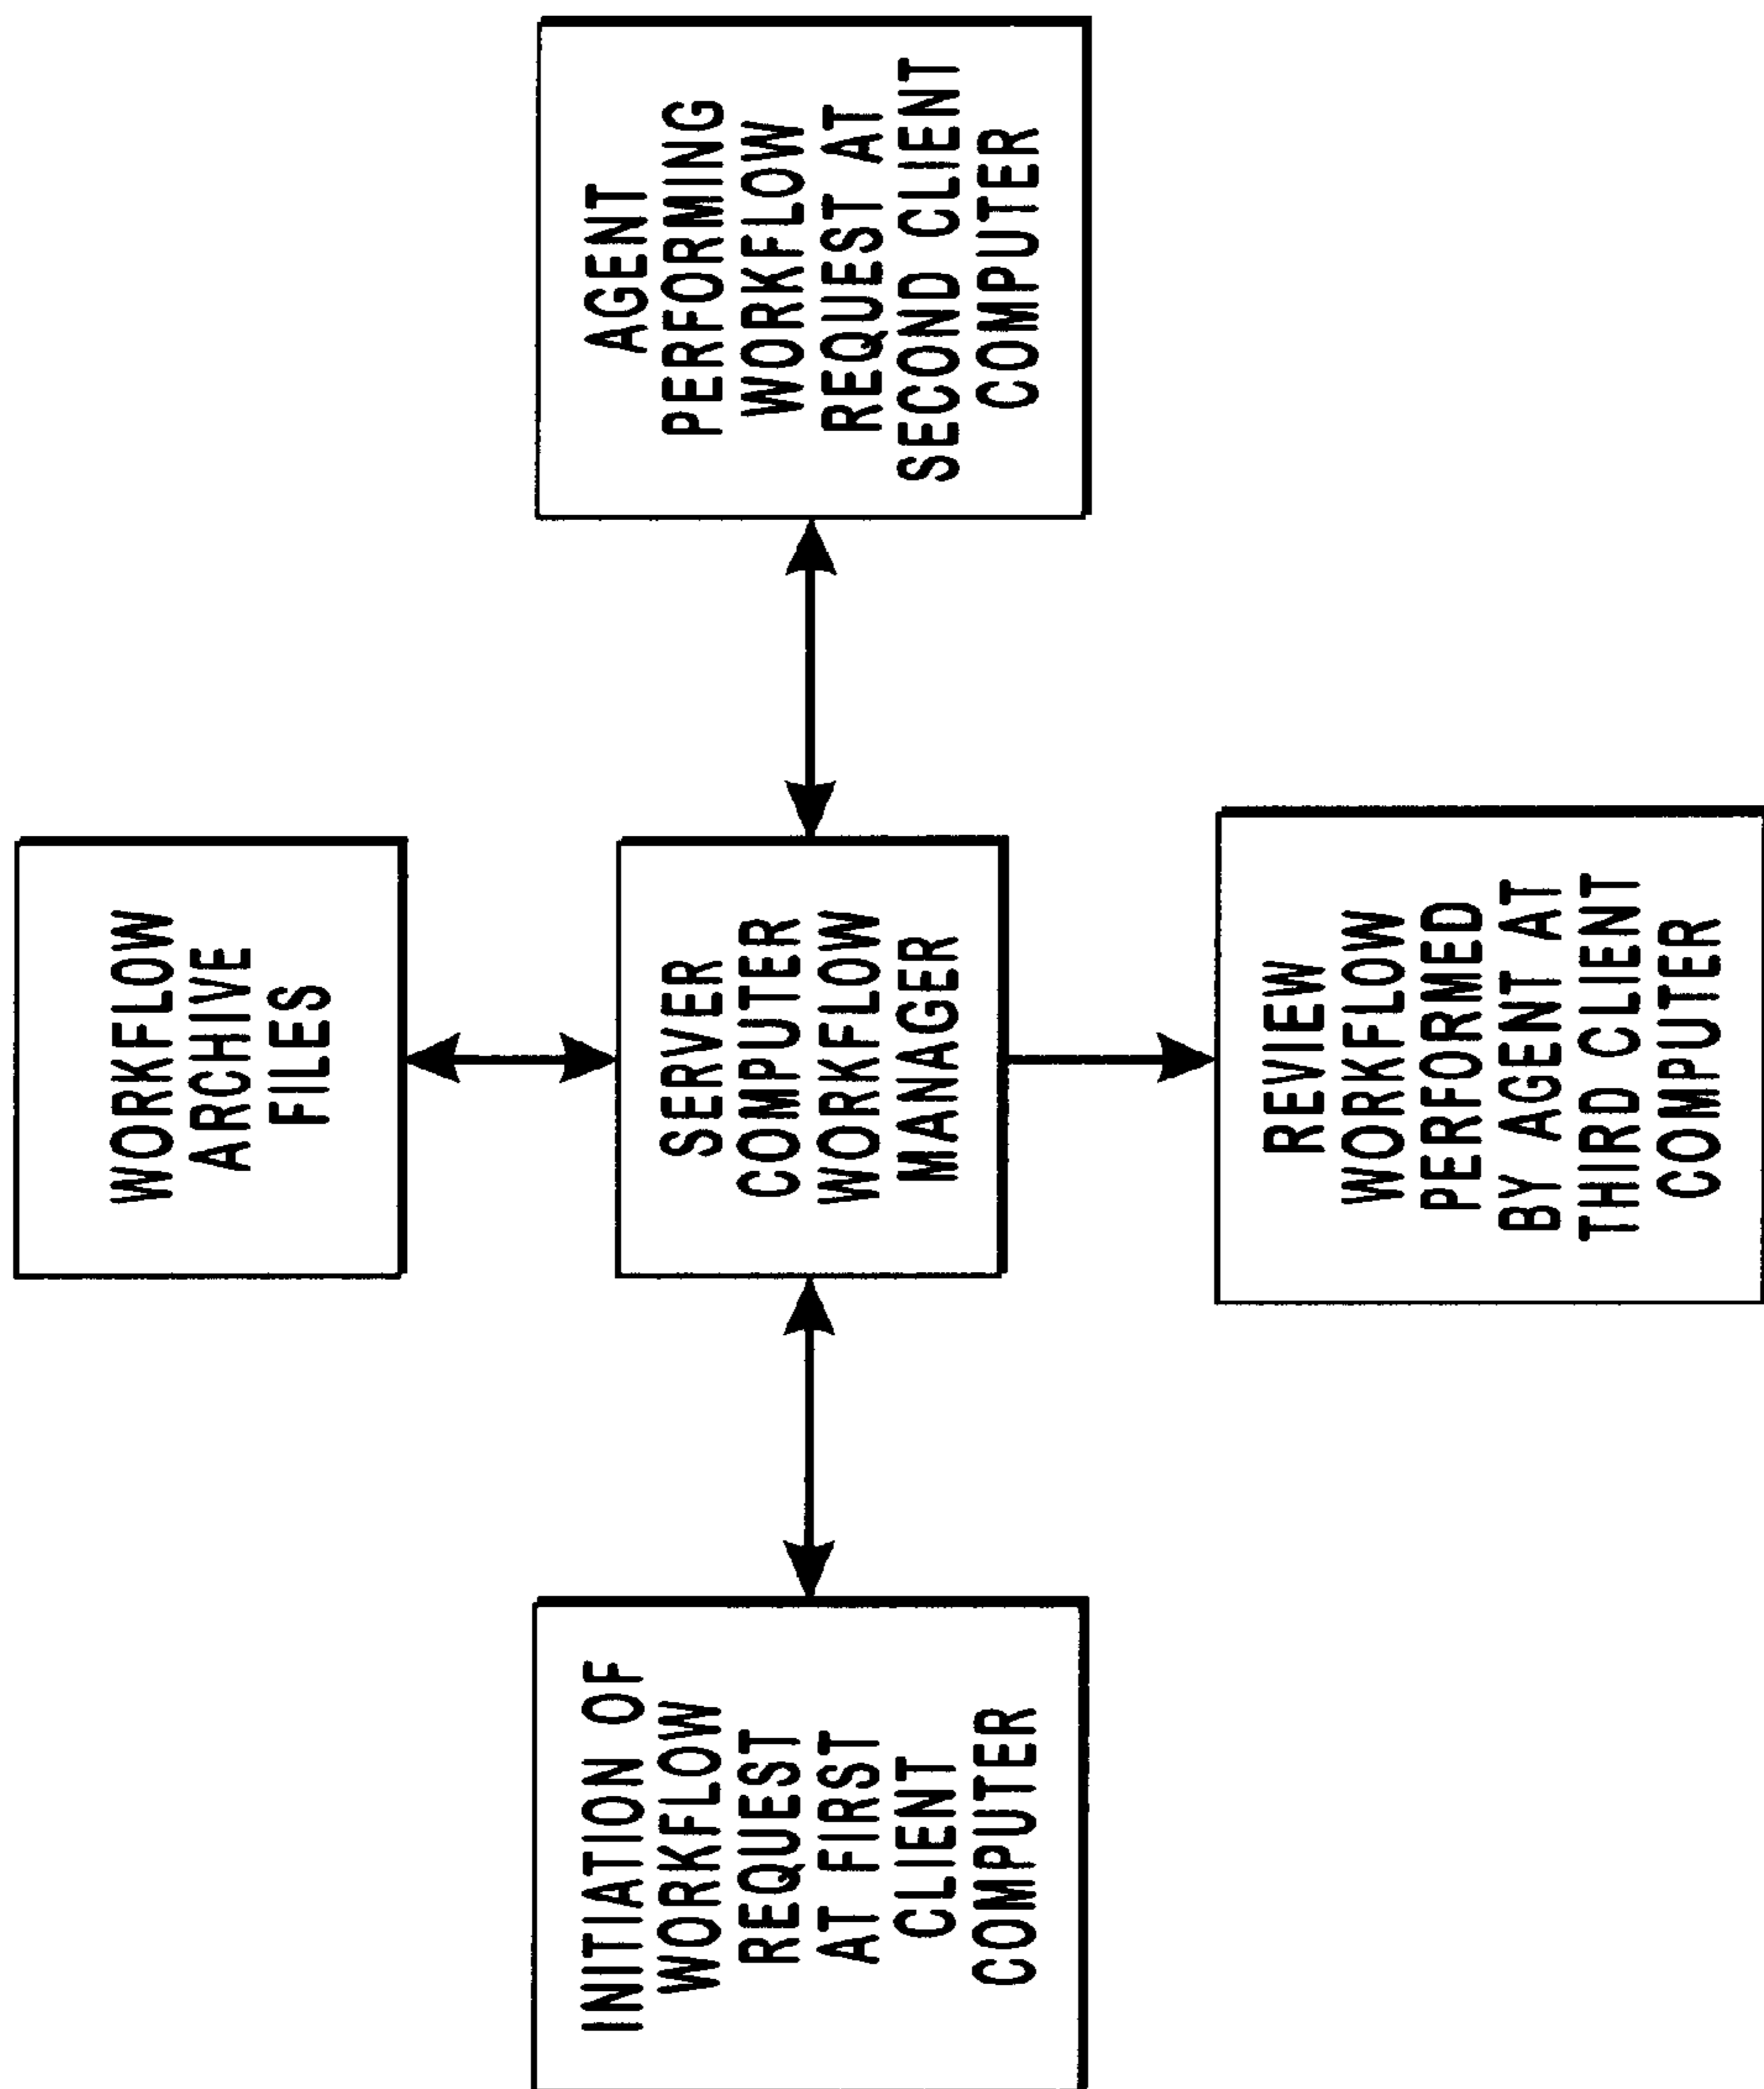 WORKFLOW
ARCHIVE
FILES
INITIATION OF
WORKFLOW
REQUEST
AT FIRST
CLIENT
COMPUTER
SERVER
COMPUTER
WORKFLOW
MANAGER
AGENT
PERFORMING
WORKFLOW
REQUEST AT
SECOND CLIENT
COMPUTER
REVIEW
WORKFLOW
PERFORMED
BY AGENT AT
THIRD CLIENT
COMPUTER